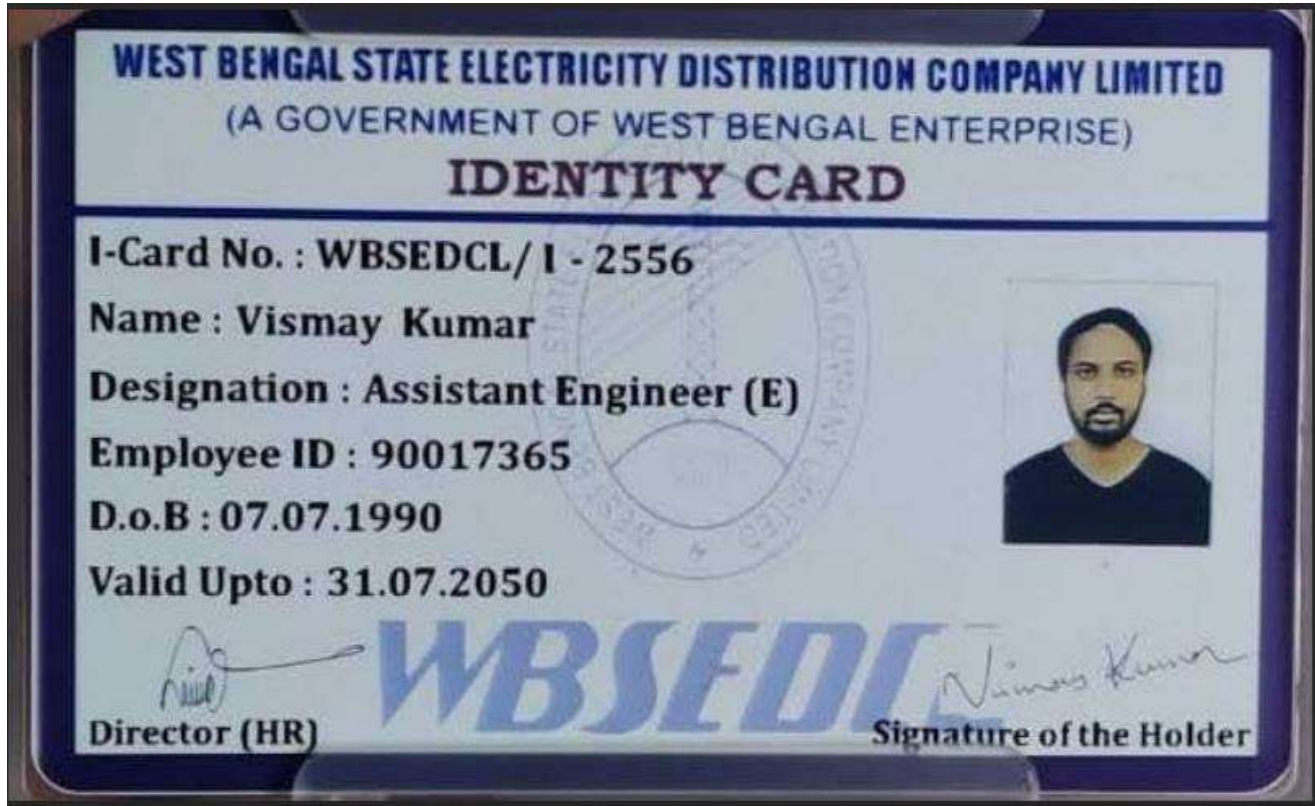 WEST BENGAL STATE ELECTRICITY DISTRIBUTION COMPANY LIMITED
(A GOVERNMENT OF WEST BENGAL ENTERPRISE)
IDENTITY CARD
I-Card No. : WBSEDCL/ I - 2556
Name : Vismay Kumar
Designation : Assistant Engineer (E)
Employee ID : 90017365
D.o.B : 07.07.1990
Valid Upto : 31.07.2050
WBSEDCL
Kumar
Director (HR)
Signature of the Holder